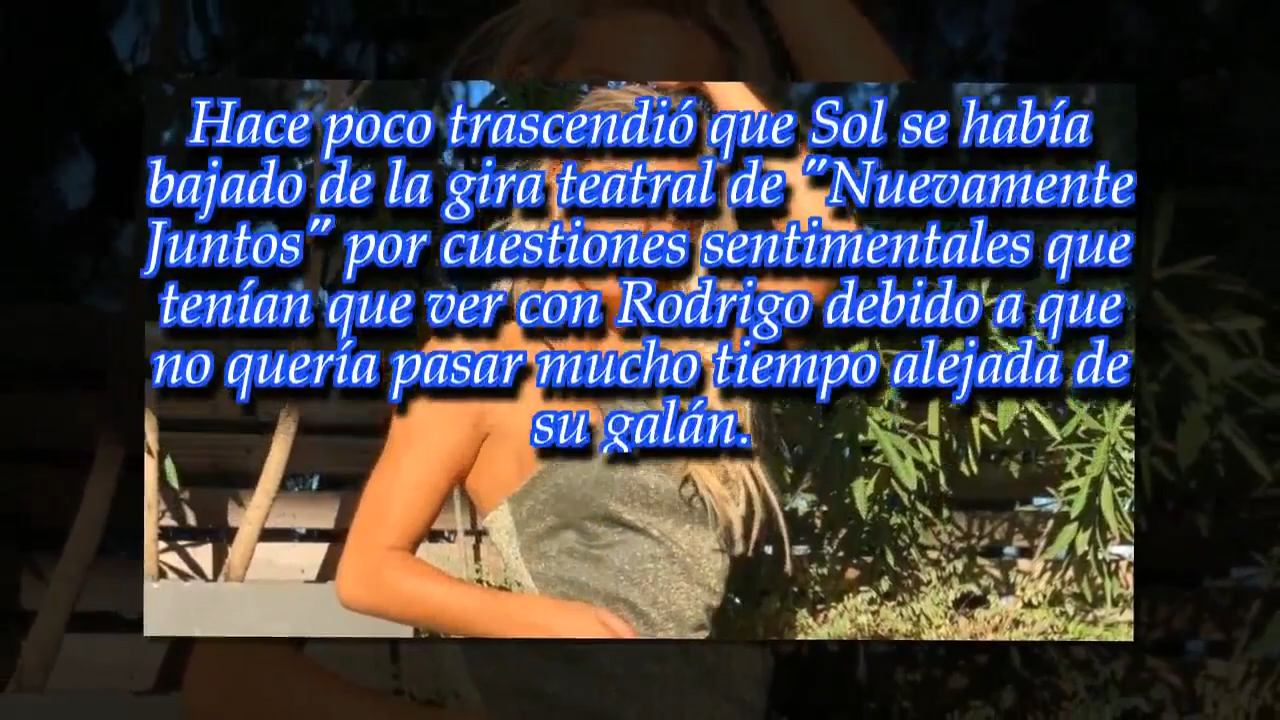 Hace poco trascendió que Sol se había
bajado de la gira teatral de "Nuevamente
Juntos" por cuestiones sentimentales que
tenían que ver con Rodrigo debido a que
no quería pasar mucho tiempo alejada de
su galán.